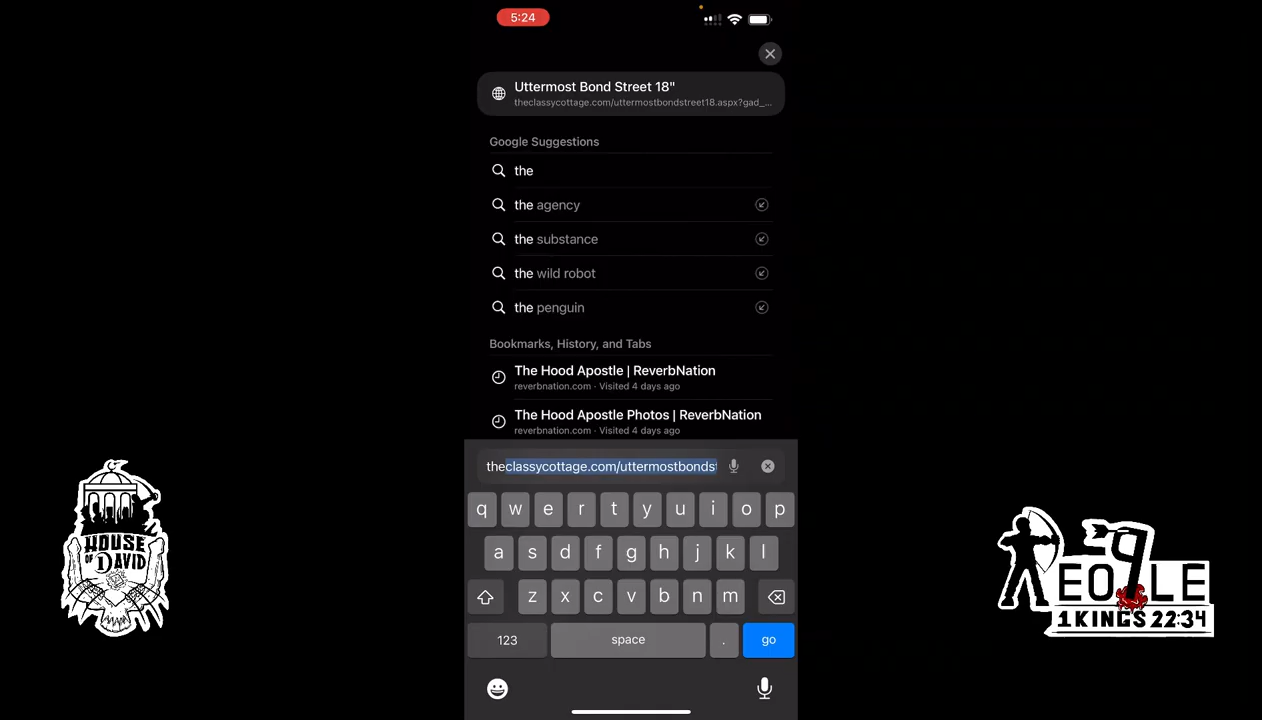 5:24
Uttermost Bond Street 18"
theclassycottage.com/uttermostbondstreet18.aspx?gad_...
Google Suggestions
the
the agency
the substance
the wild robot
the penguin
Bookmarks, History, and Tabs
The Hood Apostle | ReverbNation
reverbnation.com · Visited 4 days ago
The Hood Apostle Photos | ReverbNation
reverbnation.com · Visited 4 days ago
theclassycottage.com/uttermostbondst
q w e r t y u i o p
a s d f g h j k l
z x c v b n m
123 space . go
HOUSE
OF DAVID
EO LE
1 KINGS 22:34